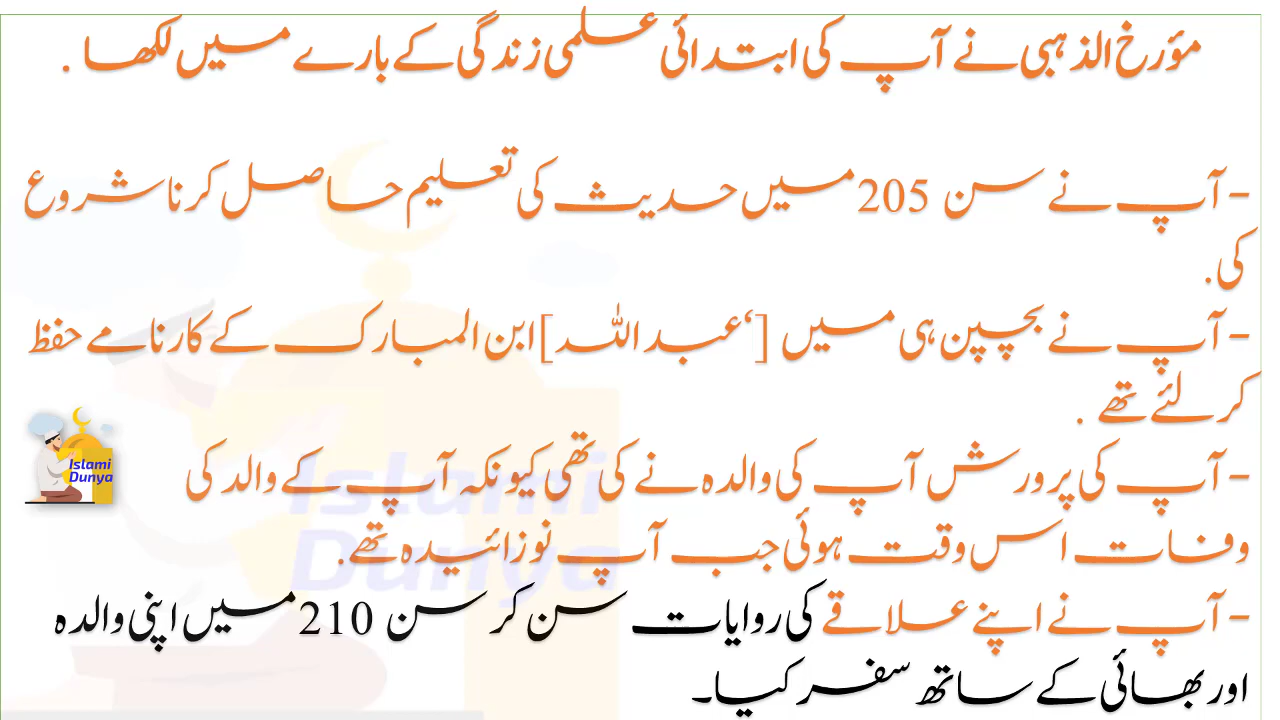 مؤرخ الذہبی نے آپ کی ابتدائی علمی زندگی کے بارے میں لکھا .
- آپ نے سن 205 میں حدیث کی تعلیم حاصل کرنا شروع
کی.
- آپ نے بچپن ہی میں [‘عبد اللہ] ابن المبارک کے کارنامے حفظ
کر لئے تھے .
- آپ کی پرورش آپ کی والدہ نے کی تھی کیونکہ آپ کے والد کی
وفات اس وقت ہوئی جب آپ نوزائیدہ تھے.
- آپ نے اپنے علاقے کی روایات سن کر سن 210 میں اپنی والدہ
اور بھائی کے ساتھ سفر کیا۔
Islami
Dunya
Islami
Dunya